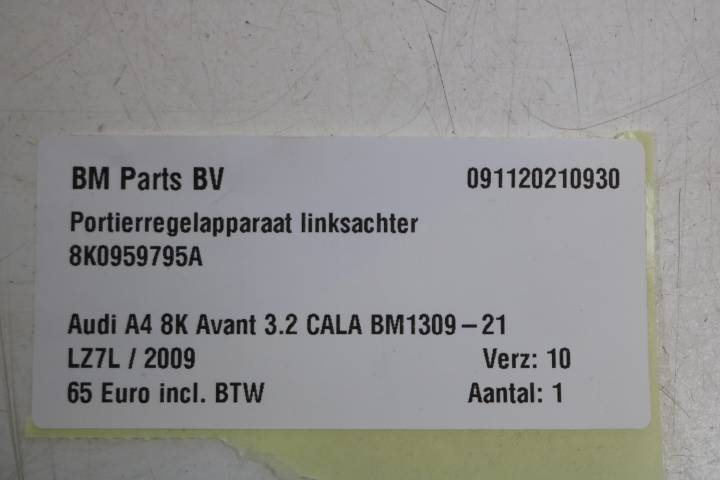 BM Parts BV 091120210930
Portierregelapparaat linksachter
8K0959795A
Audi A4 8K Avant 3.2 CALA BM1309-21
LZ7L / 2009 Verz: 10
65 Euro incl. BTW Aantal: 1